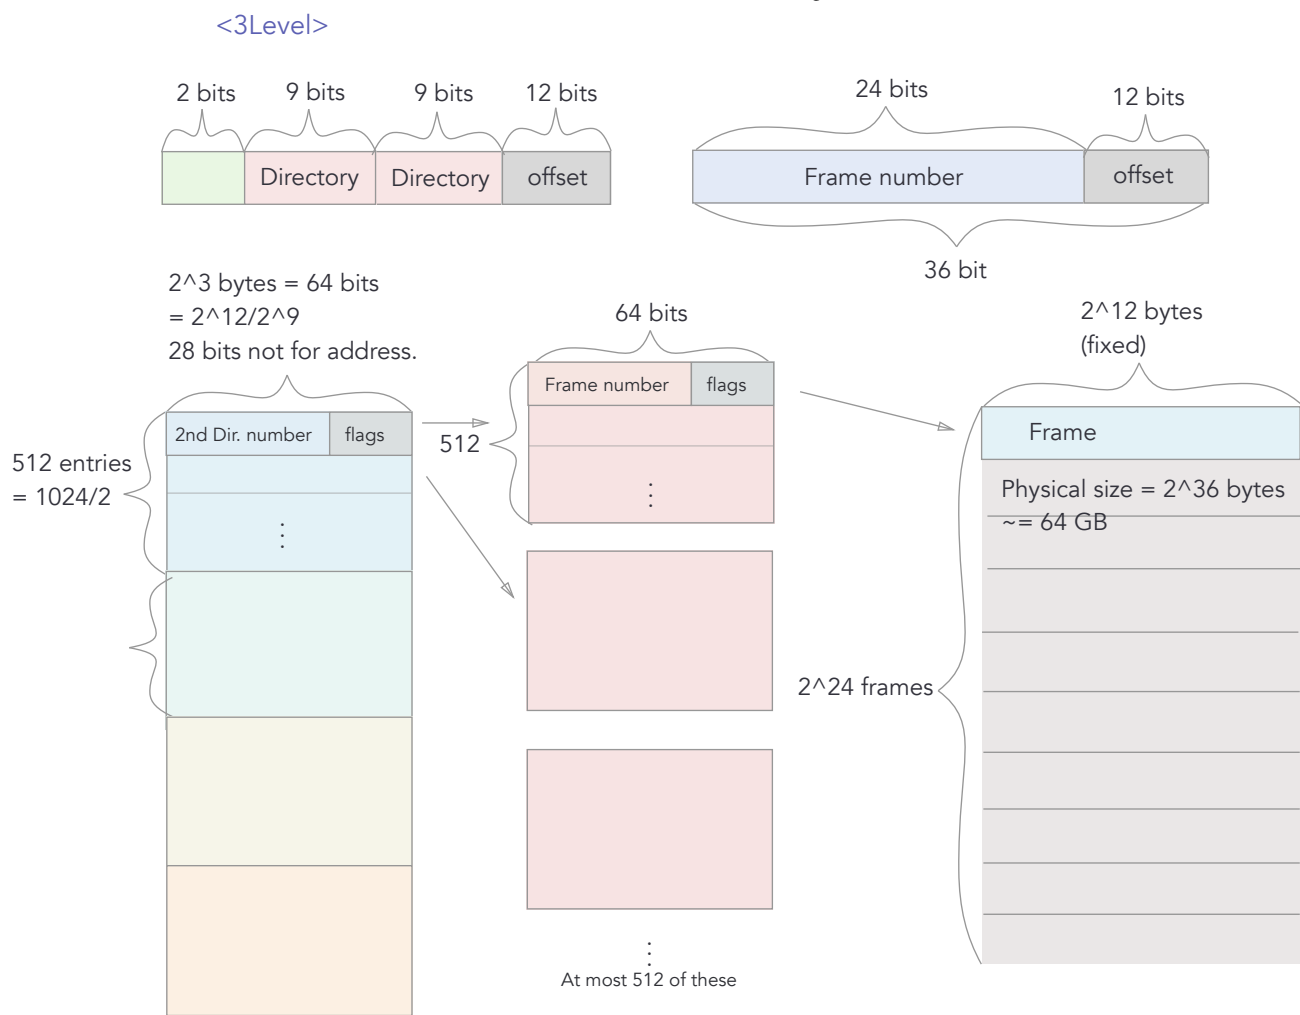 <3Level>
2 bits
9 bits
9 bits
12 bits
Directory
Directory
offset
24 bits
12 bits
Frame number
offset
36 bit
2^3 bytes = 64 bits
= 2^12/2^9
28 bits not for address.
2nd Dir. number
flags
512 entries
= 1024/2
64 bits
Frame number
flags
512
At most 512 of these
2^12 bytes
(fixed)
Frame
Physical size = 2^36 bytes
~= 64 GB
2^24 frames